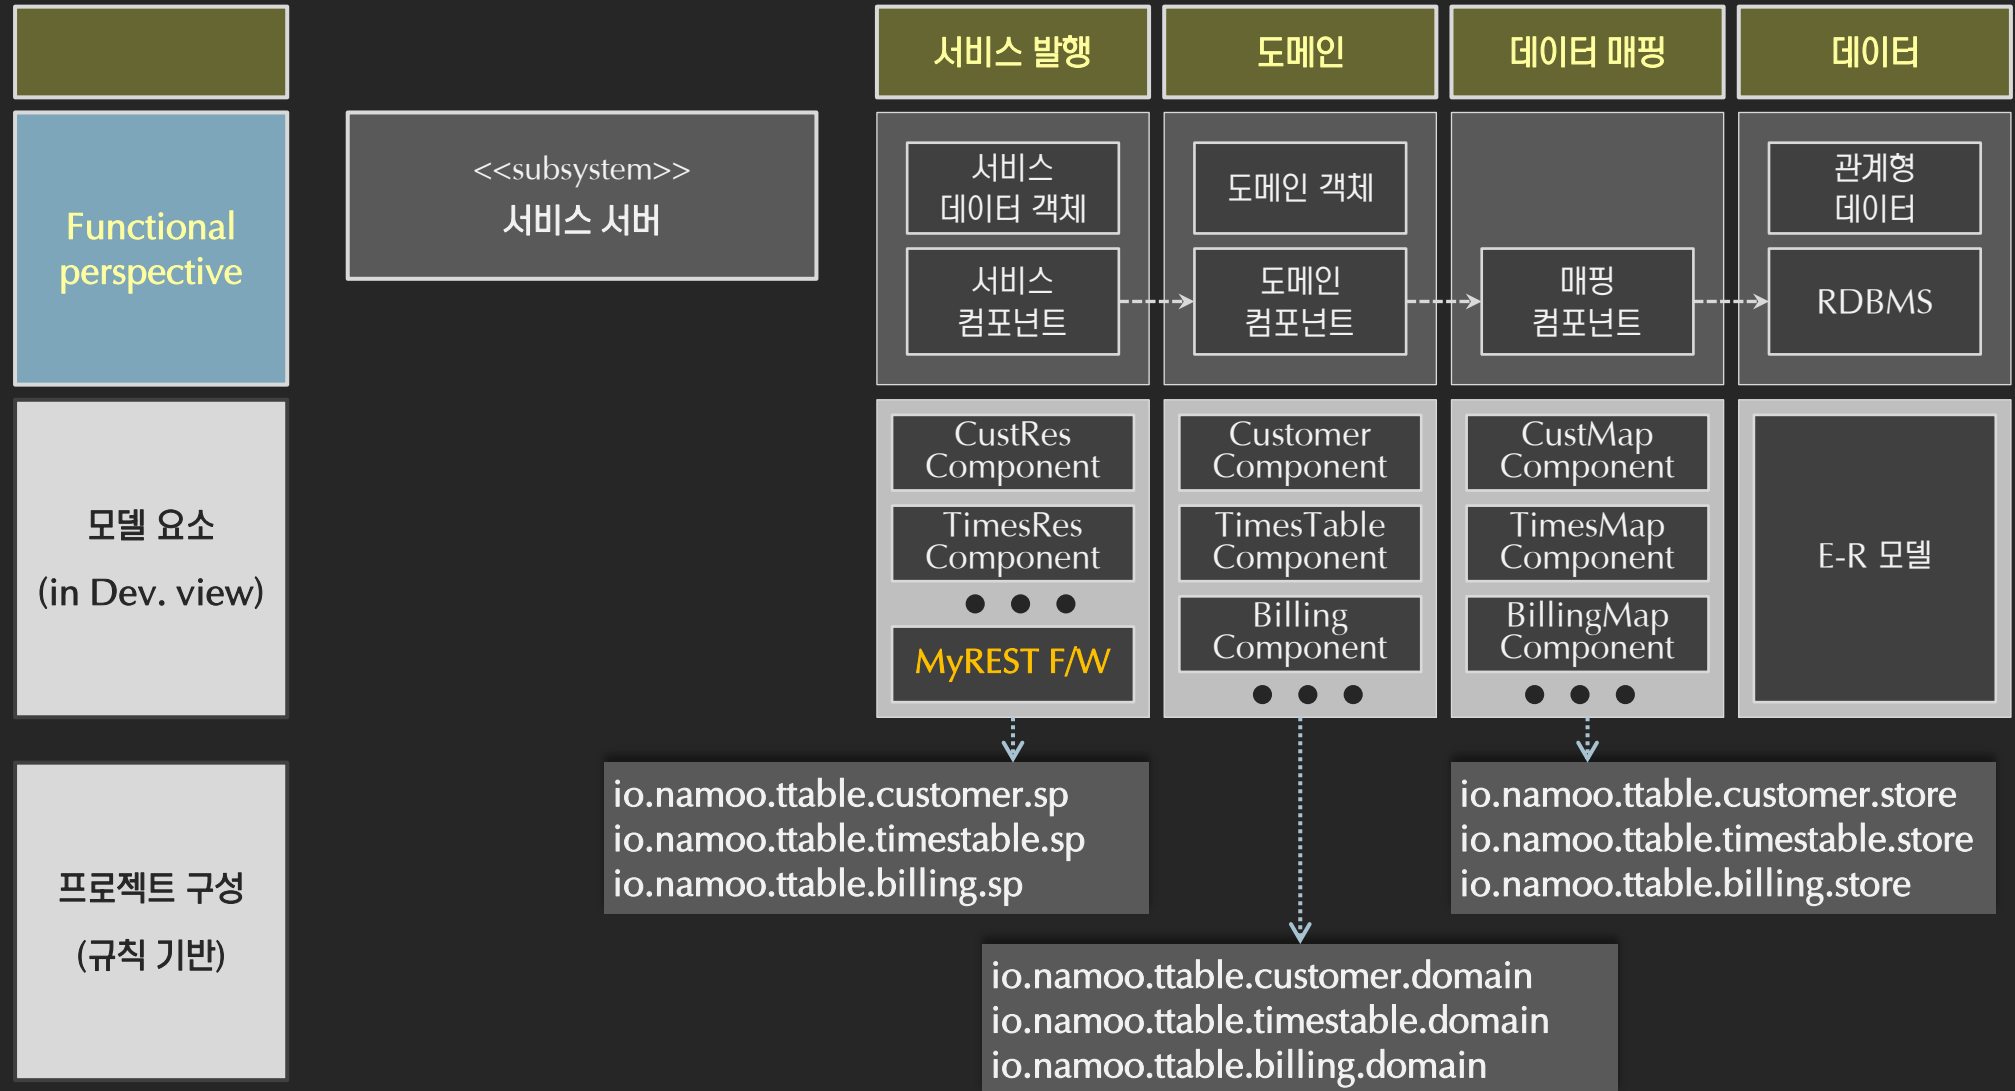 서비스 발행
도메인
데이터 매핑
데이터
Functional
perspective
<<subsystem>>
서비스 서버
서비스
데이터 객체
도메인 객체
관계형
데이터
서비스
컴포넌트
도메인
컴포넌트
매핑
컴포넌트
RDBMS
모델 요소
(in Dev. view)
CustRes
Component
TimesRes
Component
MyREST F/W
Customer
Component
TimesTable
Component
Billing
Component
CustMap
Component
TimesMap
Component
BillingMap
Component
E-R 모델
프로젝트 구성
(규칙 기반)
io.namoo.ttable.customer.sp
io.namoo.ttable.timestable.sp
io.namoo.ttable.billing.sp
io.namoo.ttable.customer.store
io.namoo.ttable.timestable.store
io.namoo.ttable.billing.store
io.namoo.ttable.customer.domain
io.namoo.ttable.timestable.domain
io.namoo.ttable.billing.domain